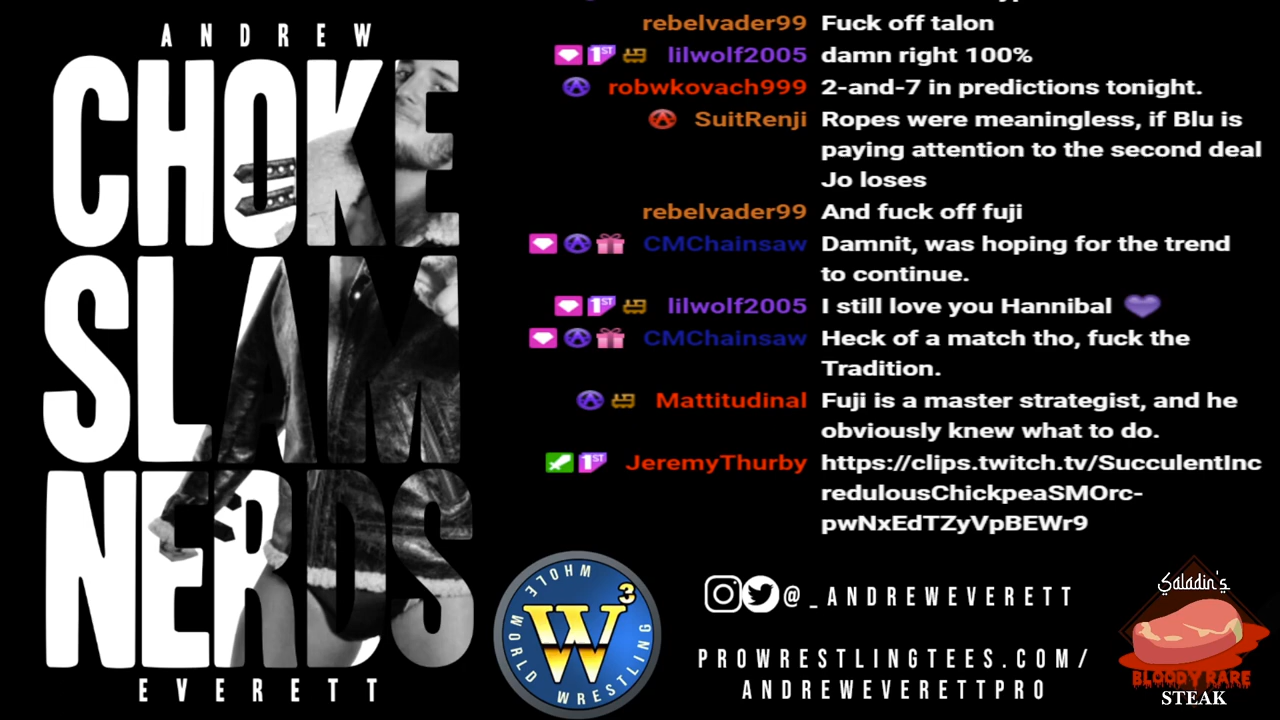 ANDREW
CHOKE
SLAM
NERDS
EVERETT
rebelvader99 Fuck off talon
1ST lilwolf2005 damn right 100%
robwkovach999 2-and-7 in predictions tonight.
SuitRenji Ropes were meaningless, if Blu is
paying attention to the second deal
Jo loses
rebelvader99 And fuck off fuji
CMChainsaw Damnit, was hoping for the trend
to continue.
1ST lilwolf2005 I still love you Hannibal
CMChainsaw Heck of a match tho, fuck the
Tradition.
Mattitudinal Fuji is a master strategist, and he
obviously knew what to do.
1ST JeremyThurby https://clips.twitch.tv/SucculentInc
redulousChickpeaSMOrc-
pwNxEdTZyVpBEWr9
WHOLE
W3
WORLD WRESTLING
@_ANDREWEVERETT
PROWRESTLINGTEES.COM/
ANDREWEVERETTPRO
Saladin's
BLOODY RARE
STEAK